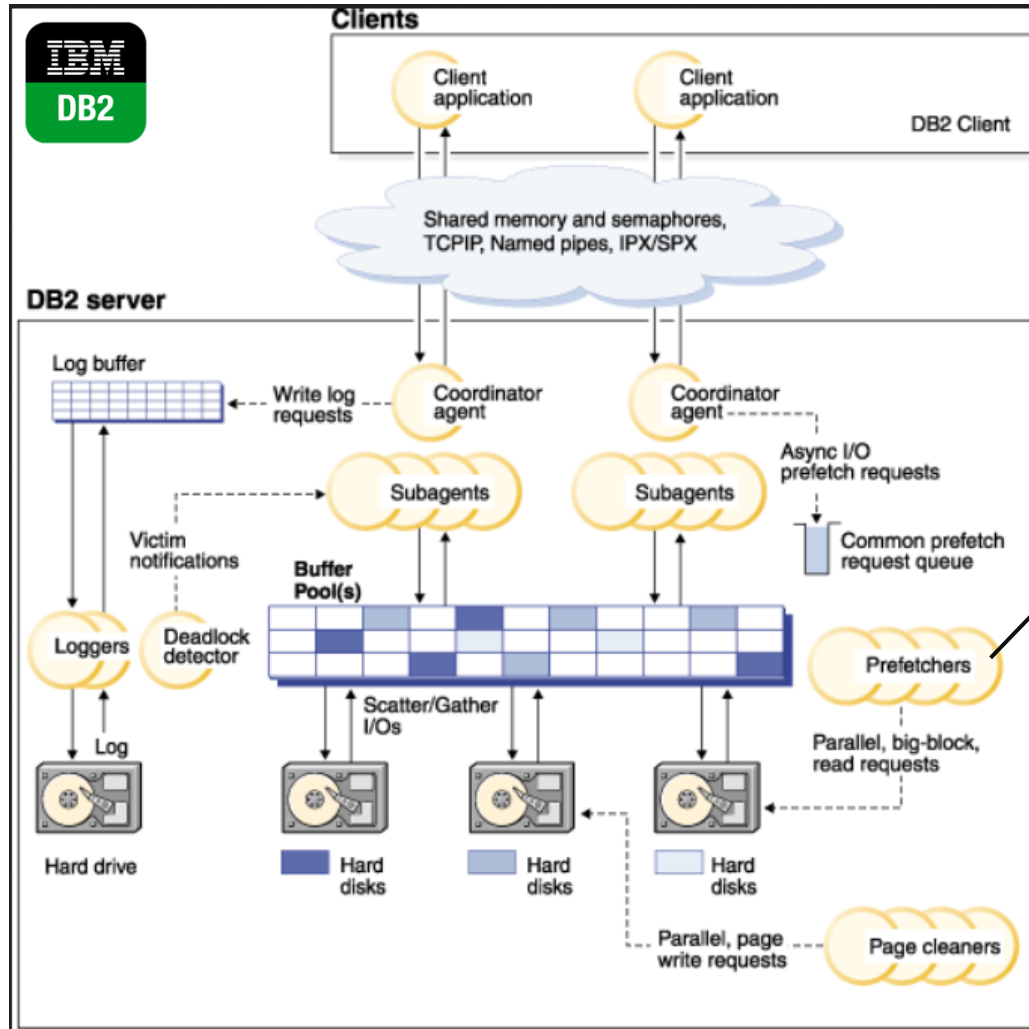 Clients
IBM
DB2
Client
application
Client
application
DB2 Client
Shared memory and semaphores,
TCPIP, Named pipes, IPX/SPX
DB2 server
Log buffer
Write log
requests
Coordinator
agent
Coordinator
agent
Async I/O
prefetch requests
Subagents
Subagents
Victim
notifications
Common prefetch
request queue
Buffer
Pool(s)
Loggers
Deadlock
detector
Prefetchers
Scatter/Gather
I/Os
Log
Parallel, big-block,
read requests
Hard drive
Hard
disks
Hard
disks
Hard
disks
Parallel, page
write requests
Page cleaners